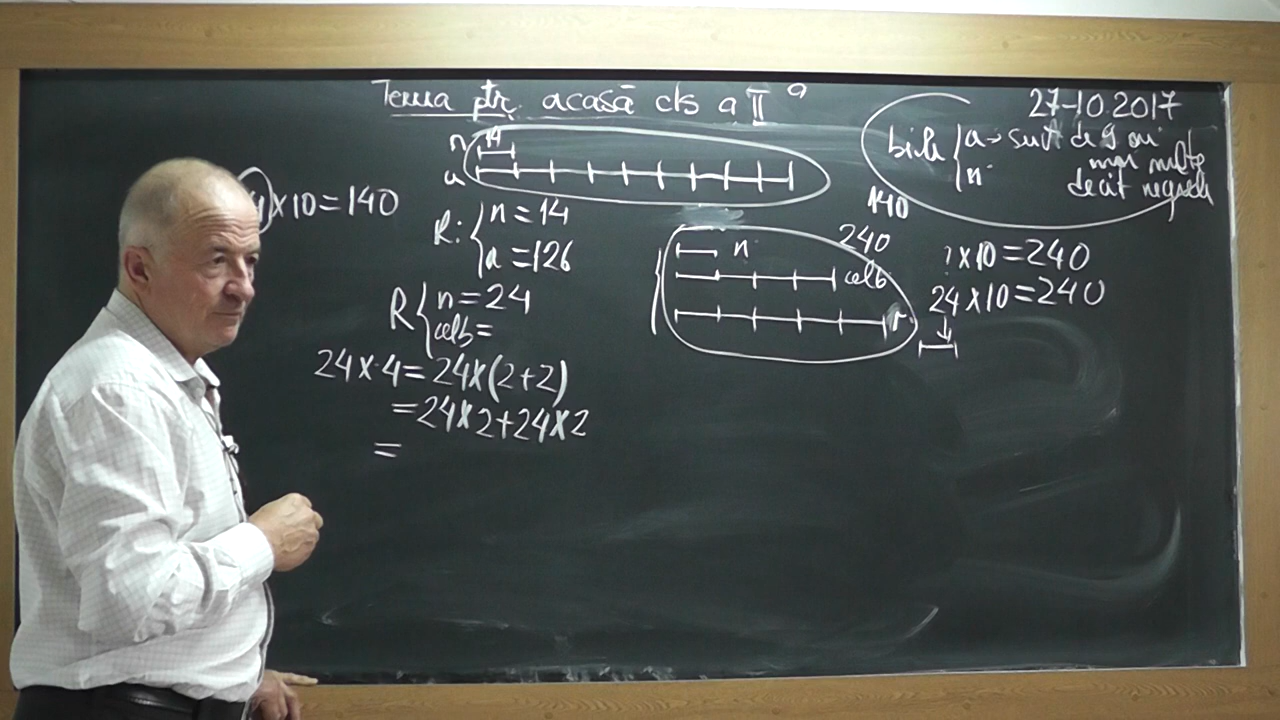 Tema ptr. acasă cls a II a
27-10.2017
bile a → sunt de 9 ori
mai multe
decât negrele
n
n 14
a
×10=140
R: n=14
a=126
140
240
n
alb
r
?×10=240
24×10=240
R n=24
alb=
24×4=24×(2+2)
=24×2+24×2
=